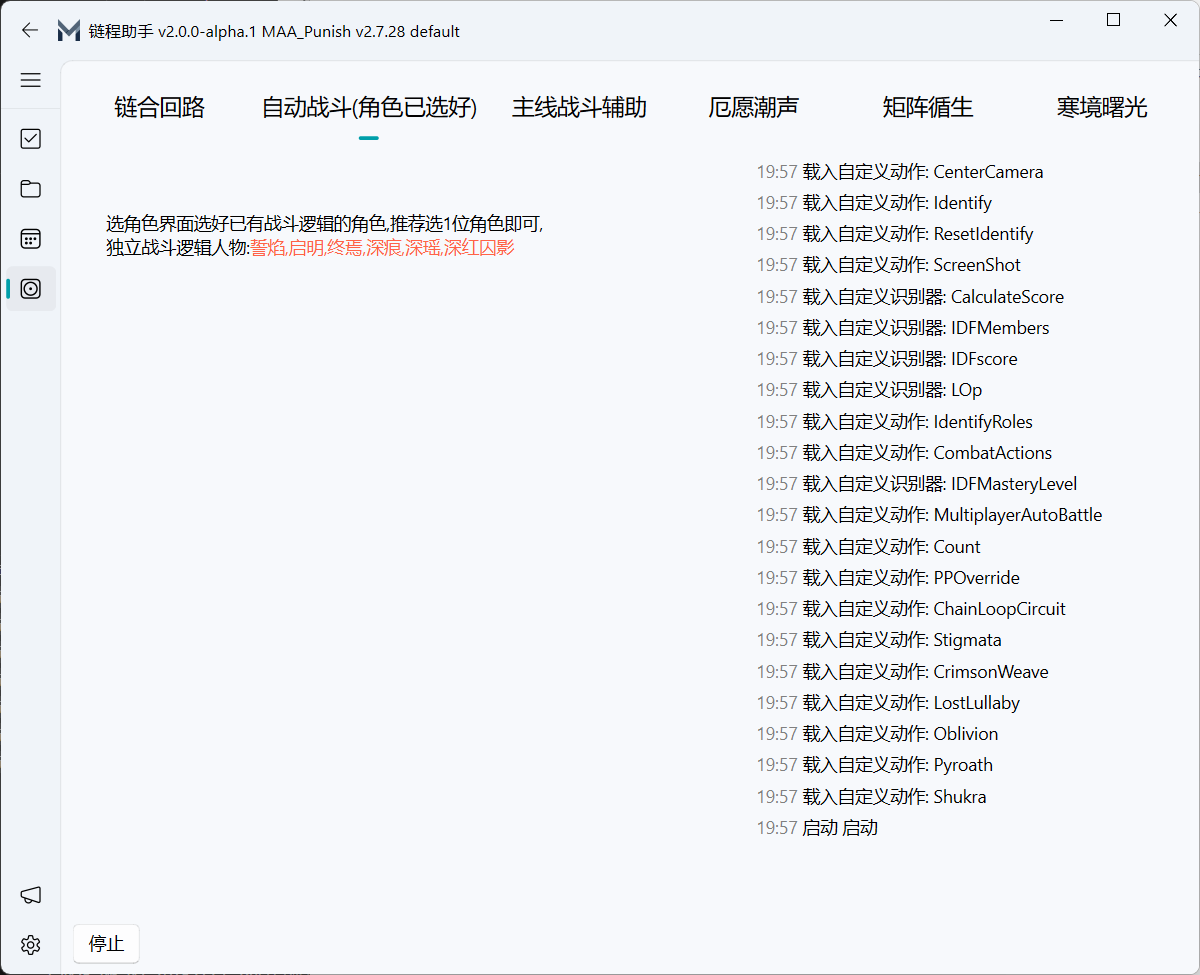 链程助手 v2.0.0-alpha.1 MAA_Punish v2.7.28 default
链合回路 自动战斗(角色已选好) 主线战斗辅助 厄愿潮声 矩阵循生 寒境曙光
选角色界面选好已有战斗逻辑的角色,推荐选1位角色即可,
独立战斗逻辑人物:誓焰,启明,终焉,深痕,深瑶,深红囚影
19:57 载入自定义动作: CenterCamera
19:57 载入自定义动作: Identify
19:57 载入自定义动作: ResetIdentify
19:57 载入自定义动作: ScreenShot
19:57 载入自定义识别器: CalculateScore
19:57 载入自定义识别器: IDFMembers
19:57 载入自定义识别器: IDFscore
19:57 载入自定义识别器: LOp
19:57 载入自定义动作: IdentifyRoles
19:57 载入自定义动作: CombatActions
19:57 载入自定义识别器: IDFMasteryLevel
19:57 载入自定义动作: MultiplayerAutoBattle
19:57 载入自定义动作: Count
19:57 载入自定义动作: PPOverride
19:57 载入自定义动作: ChainLoopCircuit
19:57 载入自定义动作: Stigmata
19:57 载入自定义动作: CrimsonWeave
19:57 载入自定义动作: LostLullaby
19:57 载入自定义动作: Oblivion
19:57 载入自定义动作: Pyroath
19:57 载入自定义动作: Shukra
19:57 启动 启动
停止